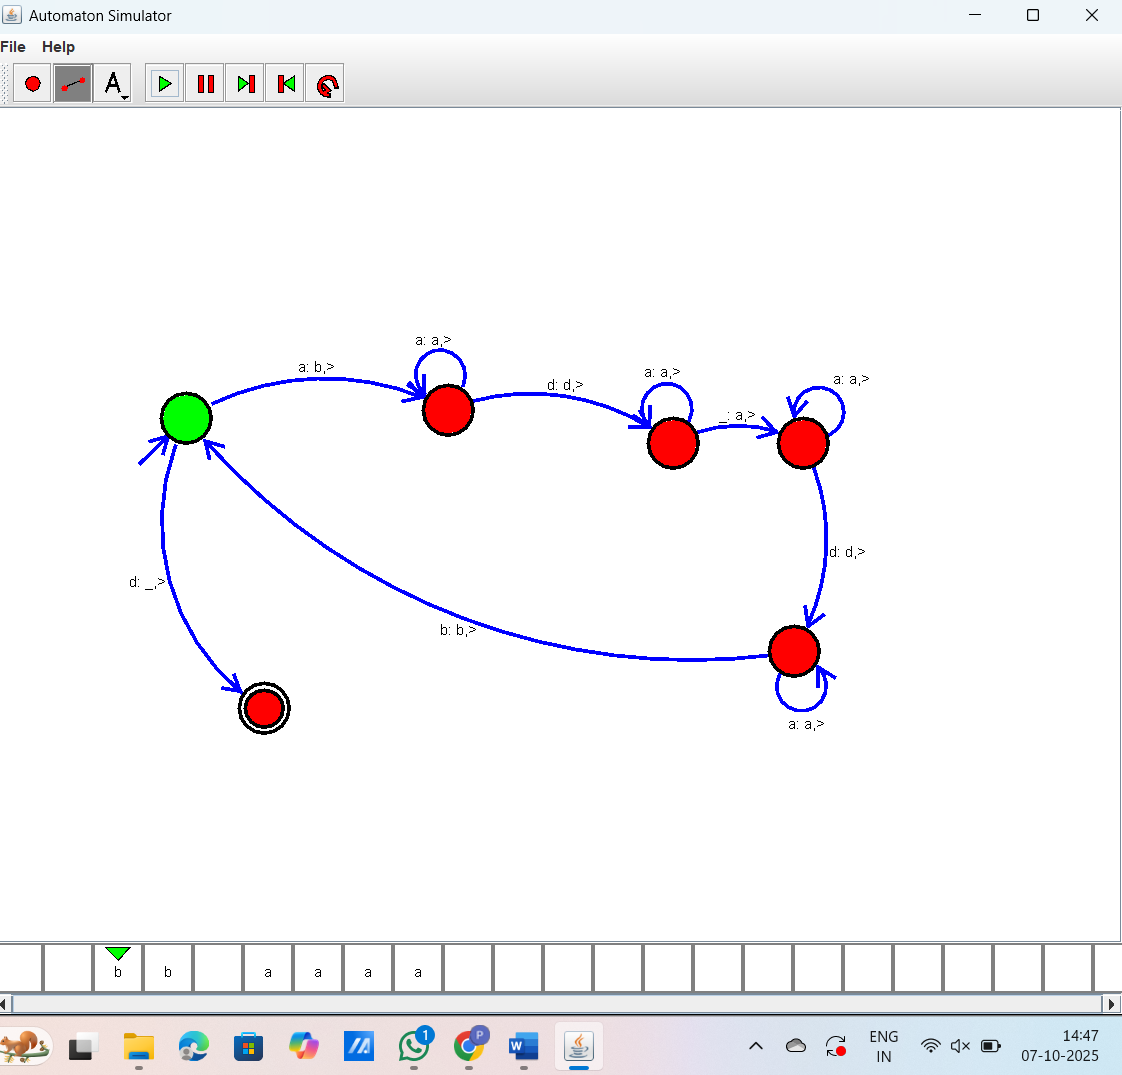 Automaton Simulator
File Help
A
a: a,>
a: b,>
d: d,>
a: a,>
_: a,>
a: a,>
d: d,>
d: _,>
b: b,>
a: a,>
b b a a a a
1
P
W
ENG
IN
14:47
07-10-2025